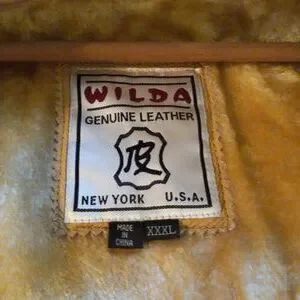 WILDA
GENUINE LEATHER
皮
NEW YORK U.S.A.
MADE IN CHINA
XXXL